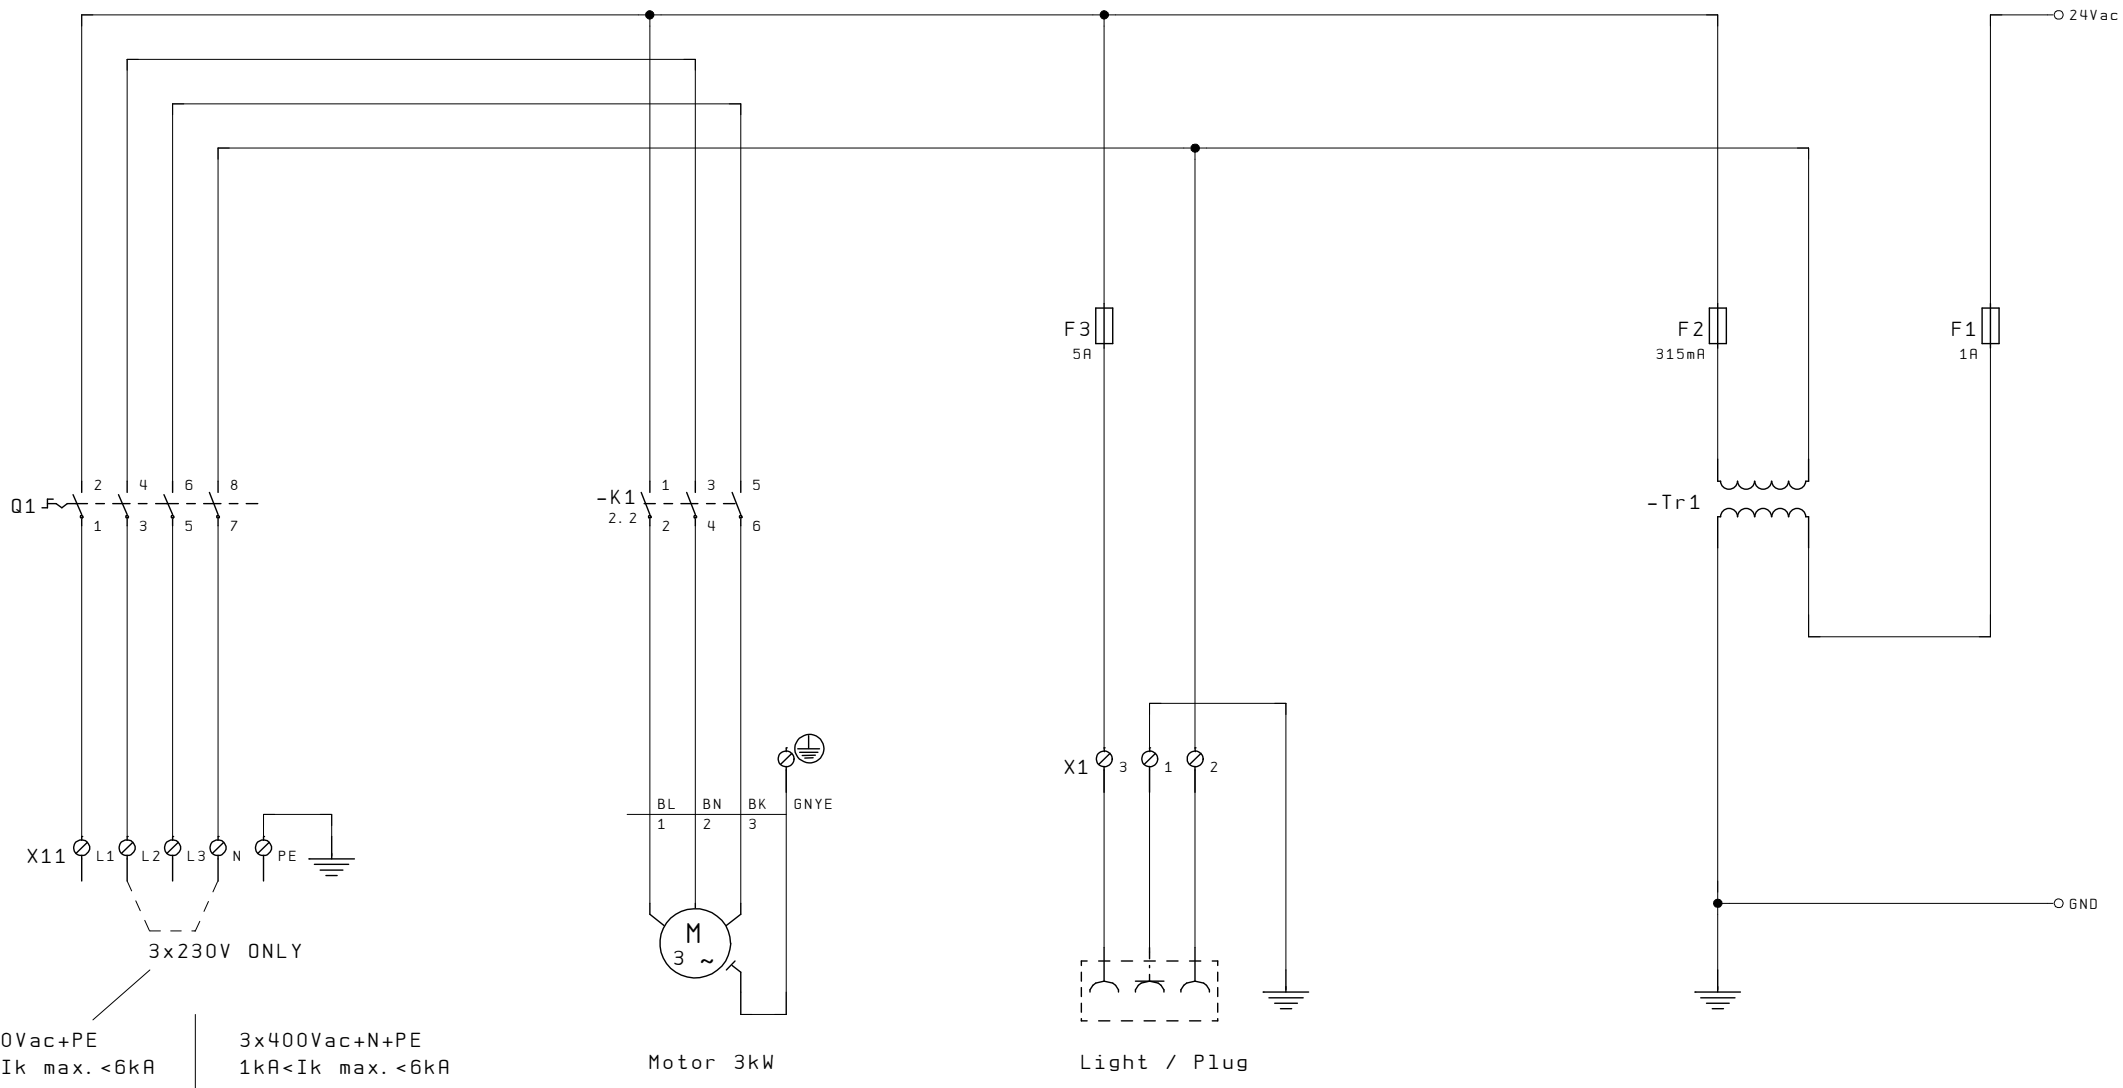 24Vac
F3
5A
F2
315mA
F1
1A
2 4 6 8
Q1
1 3 5 7
1 3 5
-K1
2.2
2 4 6
-Tr1
X1 3 1 2
BL BN BK GNYE
1 2 3
X11 L1 L2 L3 N PE
M
3 ~
GND
3x230V ONLY
0Vac+PE
Ik max.<6kA
3x400Vac+N+PE
1kA<Ik max.<6kA
Motor 3kW
Light / Plug